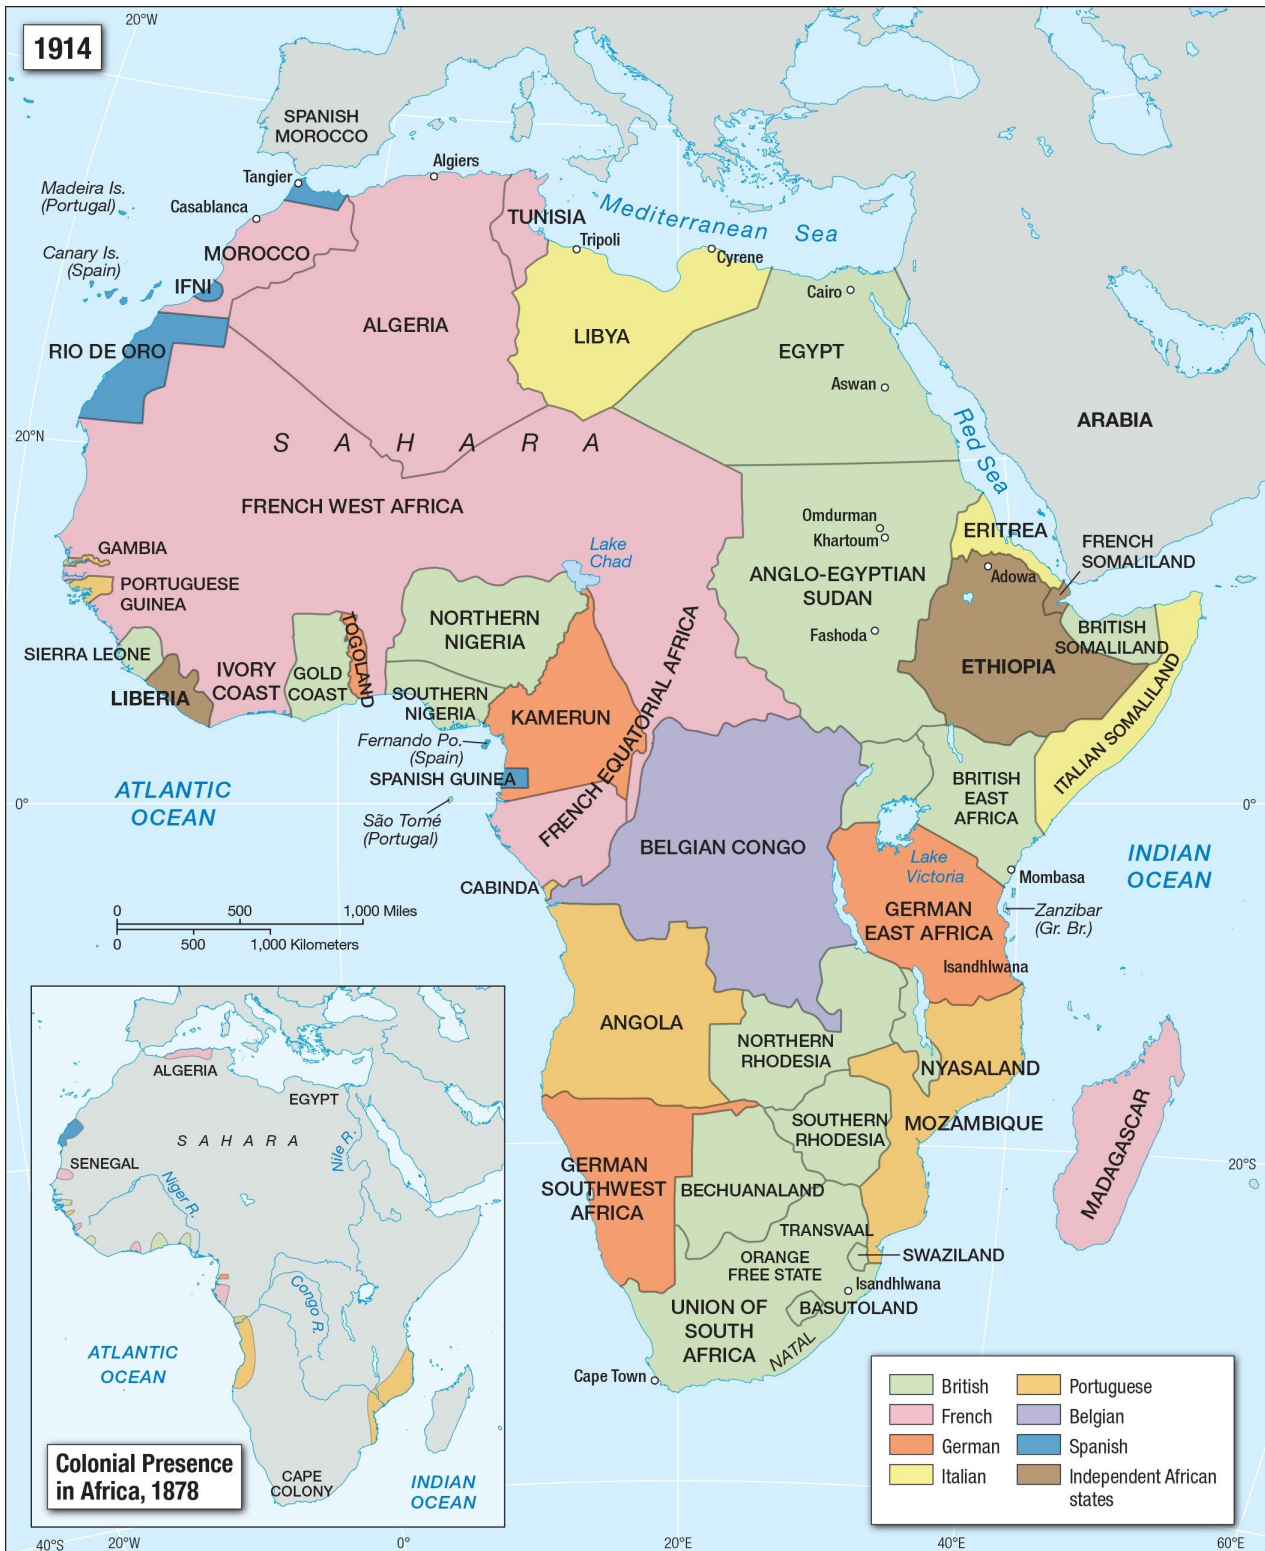 1914
20°W
SPANISH
MOROCCO
Madeira Is.
(Portugal)
Tangier
Algiers
Casablanca
Canary Is.
(Spain)
MOROCCO
TUNISIA
Mediterranean Sea
Tripoli
Cyrene
IFNI
Cairo
ALGERIA
LIBYA
EGYPT
RIO DE ORO
Aswan
ARABIA
Red Sea
20°N
SAHARA
FRENCH WEST AFRICA
Omdurman
Khartoum
ERITREA
FRENCH
SOMALILAND
GAMBIA
Lake
Chad
Adowa
PORTUGUESE
GUINEA
ANGLO-EGYPTIAN
SUDAN
NORTHERN
NIGERIA
Fashoda
BRITISH
SOMALILAND
SIERRA LEONE
TOGOLAND
IVORY
COAST
GOLD
COAST
ETHIOPIA
LIBERIA
SOUTHERN
NIGERIA
KAMERUN
FRENCH EQUATORIAL AFRICA
ITALIAN SOMALILAND
Fernando Po.
(Spain)
SPANISH GUINEA
ATLANTIC
OCEAN
BRITISH
EAST
AFRICA
0°
0°
São Tomé
(Portugal)
BELGIAN CONGO
Lake
Victoria
INDIAN
OCEAN
CABINDA
Mombasa
0 500 1,000 Miles
0 500 1,000 Kilometers
GERMAN
EAST AFRICA
Zanzibar
(Gr. Br.)
Isandhlwana
ANGOLA
NORTHERN
RHODESIA
NYASALAND
SOUTHERN
RHODESIA
MOZAMBIQUE
MADAGASCAR
20°S
GERMAN
SOUTHWEST
AFRICA
BECHUANALAND
TRANSVAAL
SWAZILAND
ORANGE
FREE STATE
Isandhlwana
UNION OF
SOUTH
AFRICA
BASUTOLAND
NATAL
Cape Town
ALGERIA
EGYPT
SAHARA
Nile R.
SENEGAL
Niger R.
Congo R.
ATLANTIC
OCEAN
CAPE
COLONY
INDIAN
OCEAN
Colonial Presence
in Africa, 1878
British
French
German
Italian
Portuguese
Belgian
Spanish
Independent African
states
40°S
20°W
0°
20°E
40°E
60°E